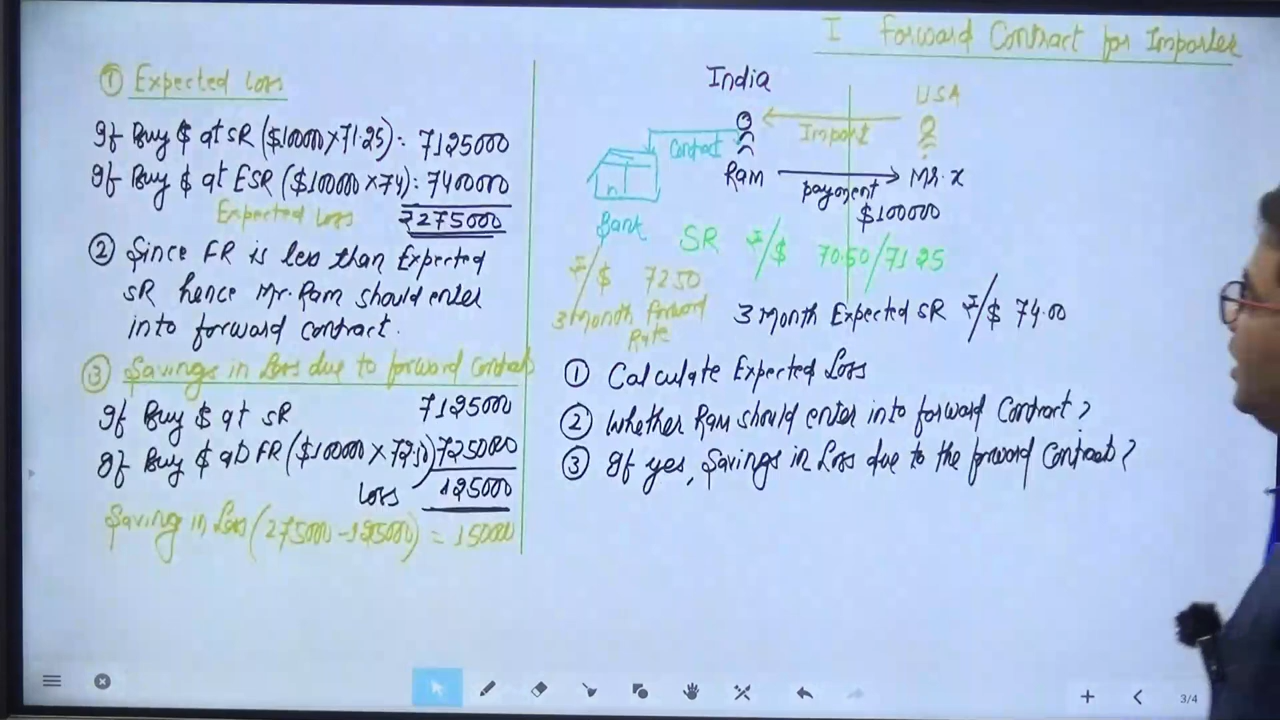 I Forward Contract for Importer
① Expected Loss
If Buy $ at SR ($100000 x 71.25): 7125000
If Buy $ at ESR ($100000 x 74): 7400000
Expected Loss ₹ 275000
② Since FR is less than Expected
SR hence Mr. Ram should enter
into forward contract.
③ Savings in Loss due to forward Contract
If Buy $ at SR 7125000
If Buy $ at FR ($100000 x 72.50) 7250000
Loss 125000
Saving in Loss (275000 - 125000) = 150000
India
USA
Import
Contract
Ram
Mr. X
payment
$100000
Bank
SR ₹/$ 70.50/71.25
₹/$ 72.50
3 Month Forward
Rate
3 Month Expected SR ₹/$ 74.00
① Calculate Expected Loss
② Whether Ram should enter into forward Contract?
③ If yes, Savings in Loss due to the forward Contract?
3/4